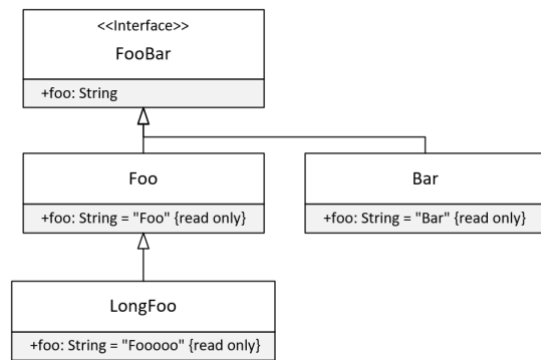 <<Interface>>
FooBar
+foo: String
Foo
+foo: String = "Foo" {read only}
Bar
+foo: String = "Bar" {read only}
LongFoo
+foo: String = "Fooooo" {read only}